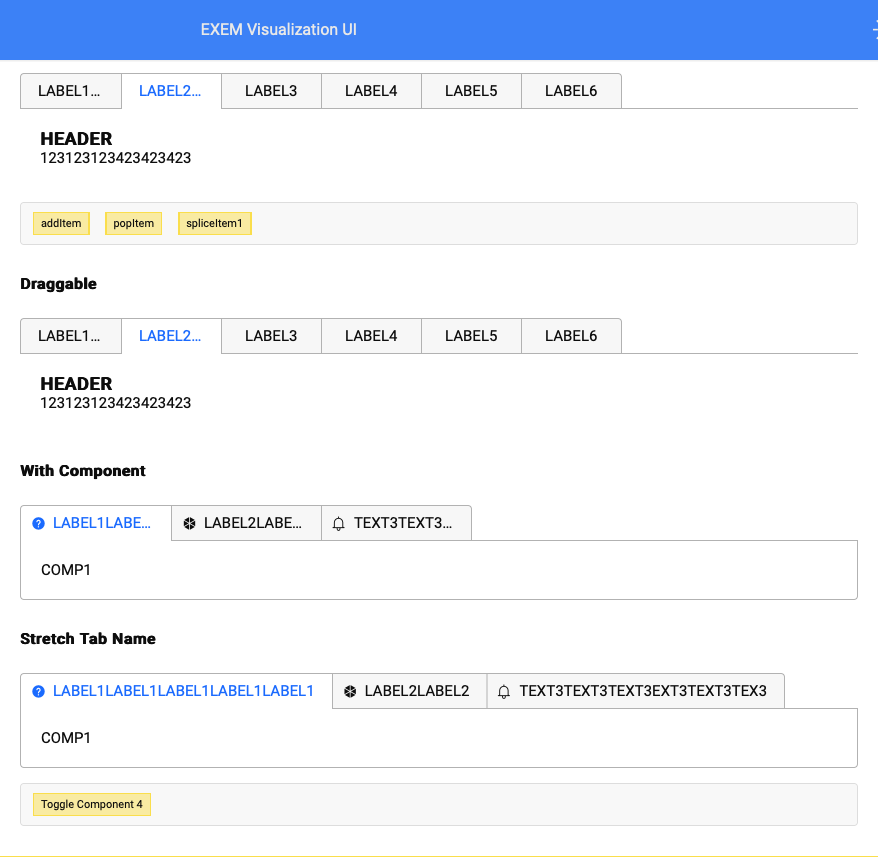 EXEM Visualization UI
LABEL1... LABEL2... LABEL3 LABEL4 LABEL5 LABEL6
HEADER
123123123423423423
addItem popItem spliceItem1
Draggable
LABEL1... LABEL2... LABEL3 LABEL4 LABEL5 LABEL6
HEADER
123123123423423423
With Component
? LABEL1LABE... LABEL2LABE... TEXT3TEXT3...
COMP1
Stretch Tab Name
? LABEL1LABEL1LABEL1LABEL1LABEL1 LABEL2LABEL2 TEXT3TEXT3TEXT3EXT3TEXT3TEX3
COMP1
Toggle Component 4